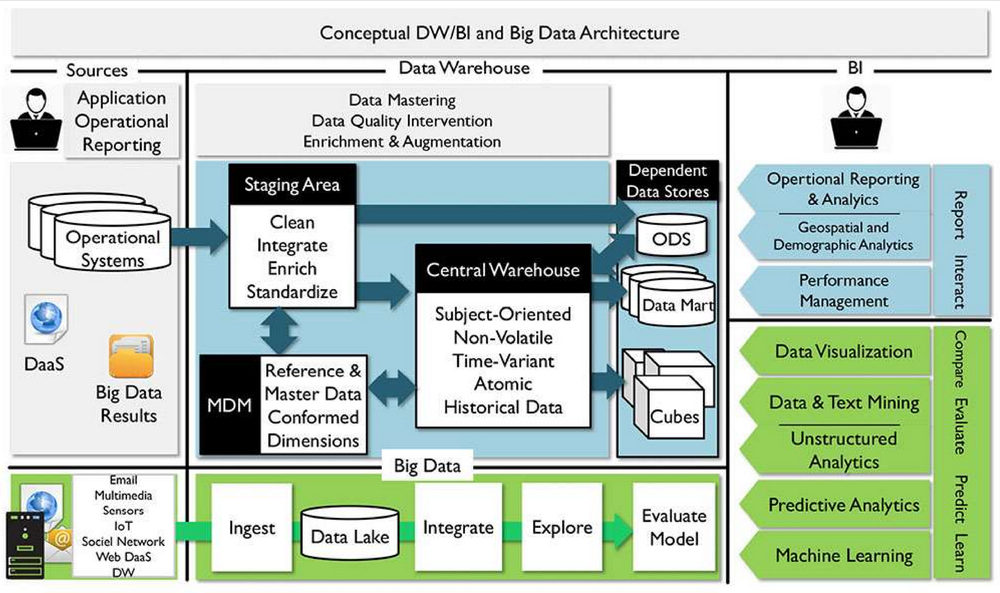 Conceptual DW/BI and Big Data Architecture
Sources
Data Warehouse
BI
Application
Operational
Reporting
Data Mastering
Data Quality Intervention
Enrichment & Augmentation
Operational
Systems
DaaS
Big Data
Results
Staging Area
Clean
Integrate
Enrich
Standardize
MDM
Reference &
Master Data
Conformed
Dimensions
Central Warehouse
Subject-Oriented
Non-Volatile
Time-Variant
Atomic
Historical Data
Dependent
Data Stores
ODS
Data Mart
Cubes
Opertional Reporting
& Analyics
Geospatial and
Demographic Analytics
Performance
Management
Report Interact
Data Visualization
Data & Text Mining
Unstructured
Analytics
Predictive Analytics
Machine Learning
Compare Evaluate Predict Learn
Big Data
Email
Multimedia
Sensors
IoT
Social Network
Web DaaS
DW
Ingest
Data Lake
Integrate
Explore
Evaluate
Model